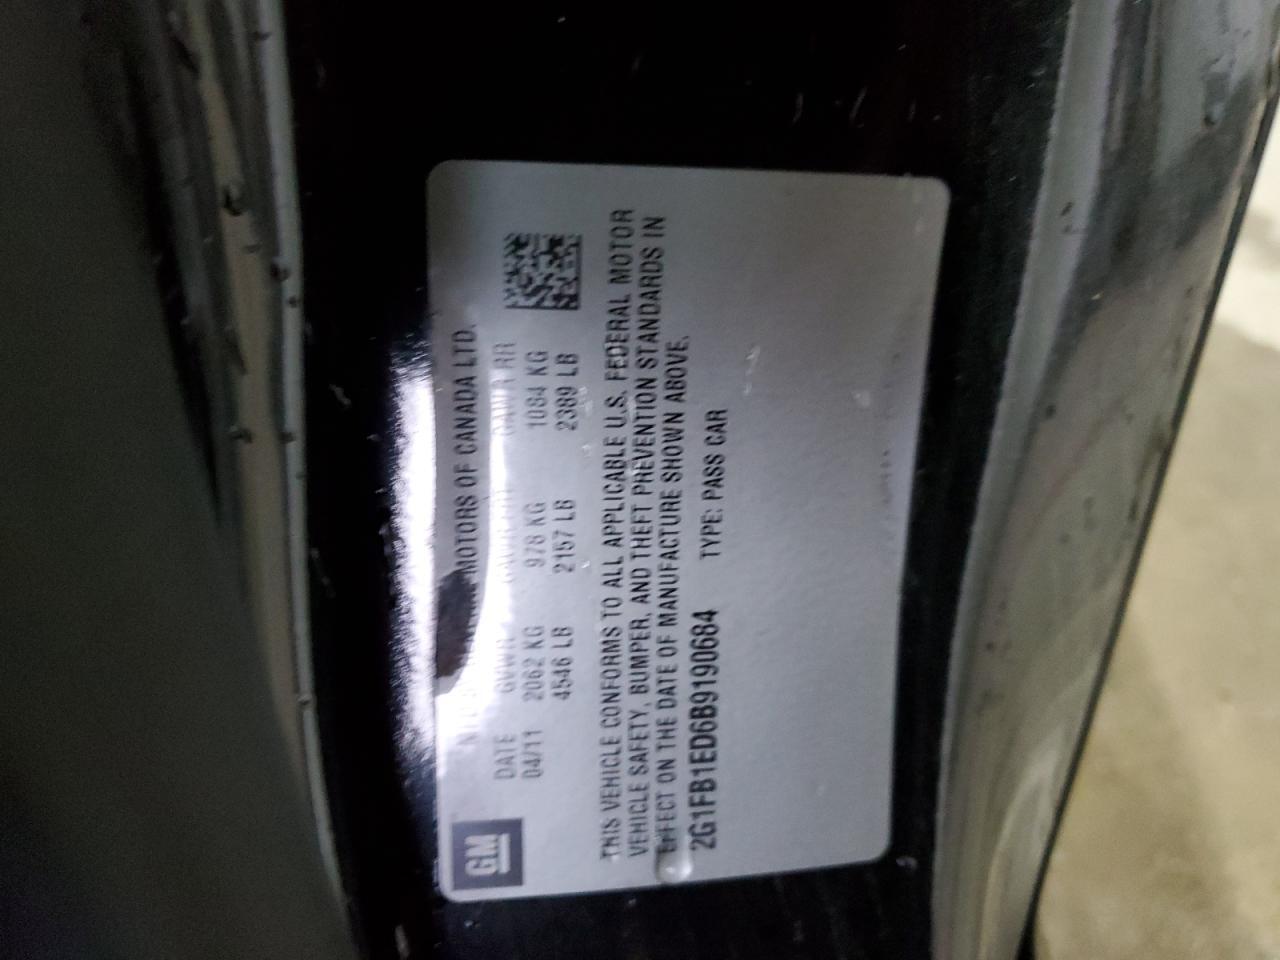 GM
MOTORS OF CANADA LTD.
DATE GVWR GAWR RR
04/11 2062 KG 978 KG 1084 KG
4546 LB 2157 LB 2389 LB
THIS VEHICLE CONFORMS TO ALL APPLICABLE U.S. FEDERAL MOTOR
VEHICLE SAFETY, BUMPER, AND THEFT PREVENTION STANDARDS IN
EFFECT ON THE DATE OF MANUFACTURE SHOWN ABOVE.
2G1FB1ED6B9190684 TYPE: PASS CAR